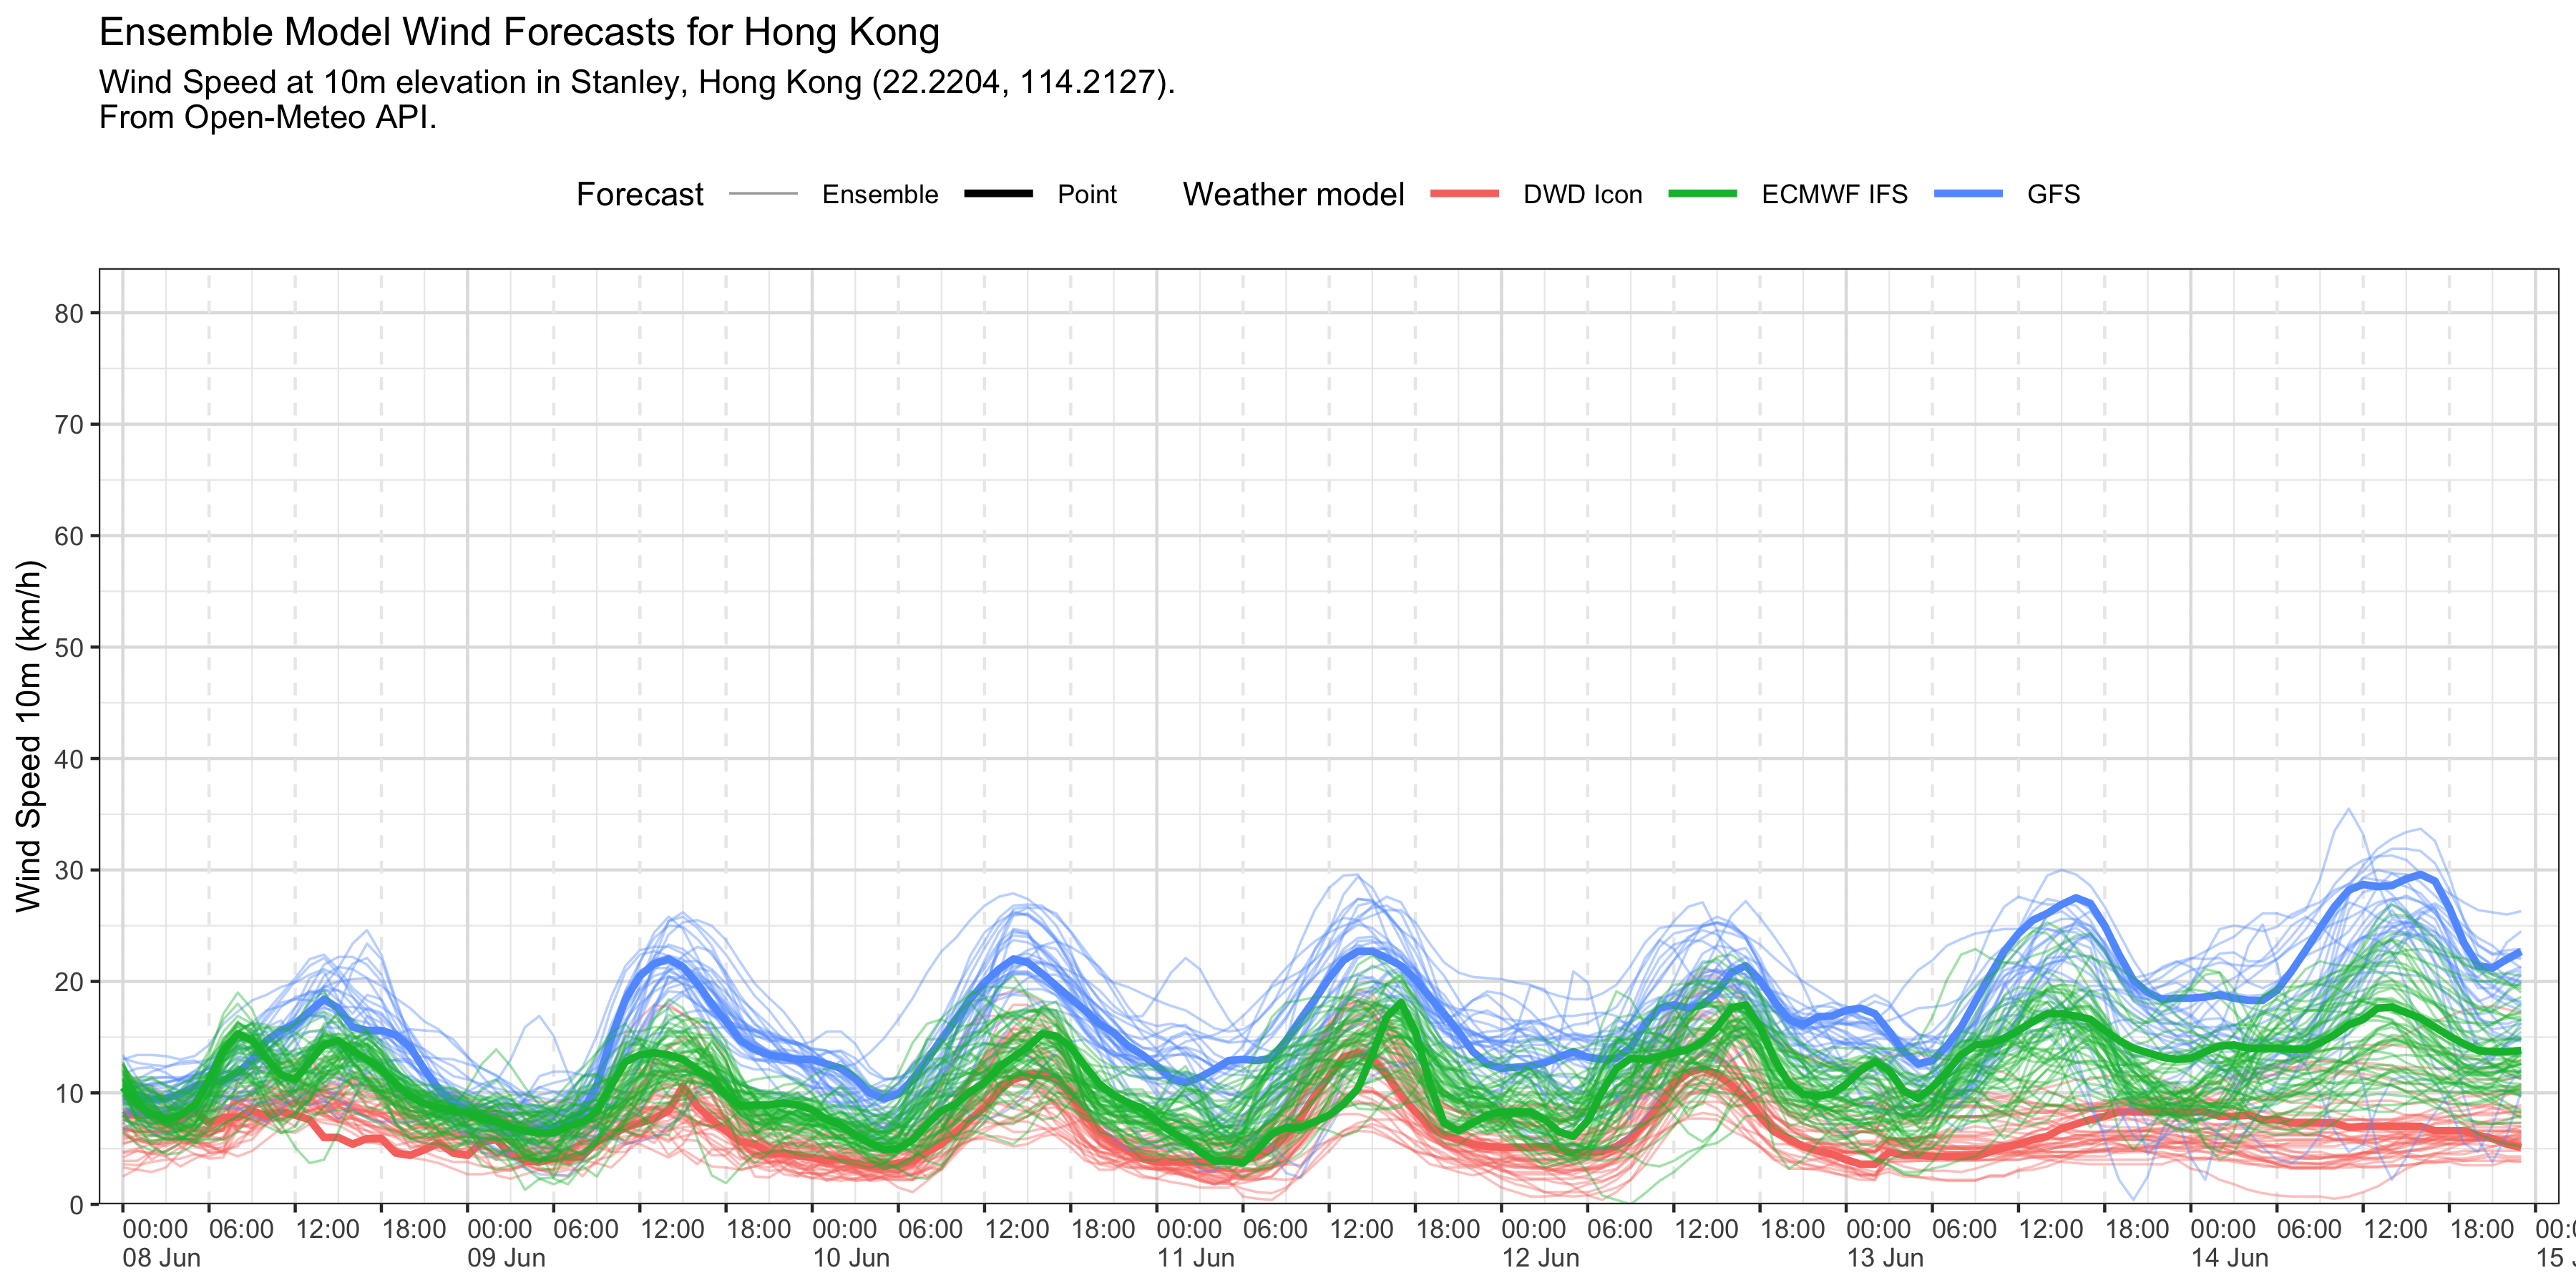 Ensemble Model Wind Forecasts for Hong Kong
Wind Speed at 10m elevation in Stanley, Hong Kong (22.2204, 114.2127).
From Open-Meteo API.
Forecast Ensemble Point Weather model DWD Icon ECMWF IFS GFS
Wind Speed 10m (km/h)
80
70
60
50
40
30
20
10
0
00:00 06:00 12:00 18:00 00:00 06:00 12:00 18:00 00:00 06:00 12:00 18:00 00:00 06:00 12:00 18:00 00:00 06:00 12:00 18:00 00:00 06:00 12:00 18:00 00:00 06:00 12:00 18:00 00:0
08 Jun 09 Jun 10 Jun 11 Jun 12 Jun 13 Jun 14 Jun 15